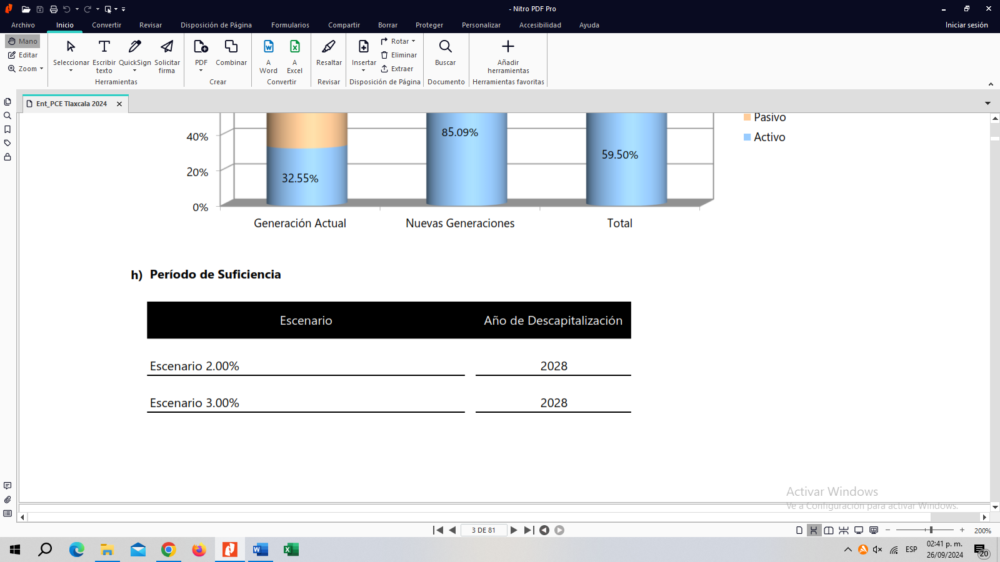 - Nitro PDF Pro
Archivo Inicio Convertir Revisar Disposición de Página Formularios Compartir Borrar Proteger Personalizar Accesibilidad Ayuda Iniciar sesión
Mano
Editar
Zoom
Seleccionar
Escribir texto
QuickSign
Solicitar firma
Herramientas
PDF
Combinar
Crear
A Word
A Excel
Convertir
Resaltar
Revisar
Insertar
Rotar
Eliminar
Extraer
Disposición de Página
Buscar
Documento
Añadir herramientas
Herramientas favoritas
Ent_PCE Tlaxcala 2024
Pasivo
Activo
40%
20%
0%
85.09%
59.50%
32.55%
Generación Actual Nuevas Generaciones Total
h) Período de Suficiencia
Escenario Año de Descapitalización
Escenario 2.00% 2028
Escenario 3.00% 2028
Activar Windows
Ve a Configuración para activar Windows.
3 DE 81
200%
ESP
02:41 p. m.
26/09/2024
20